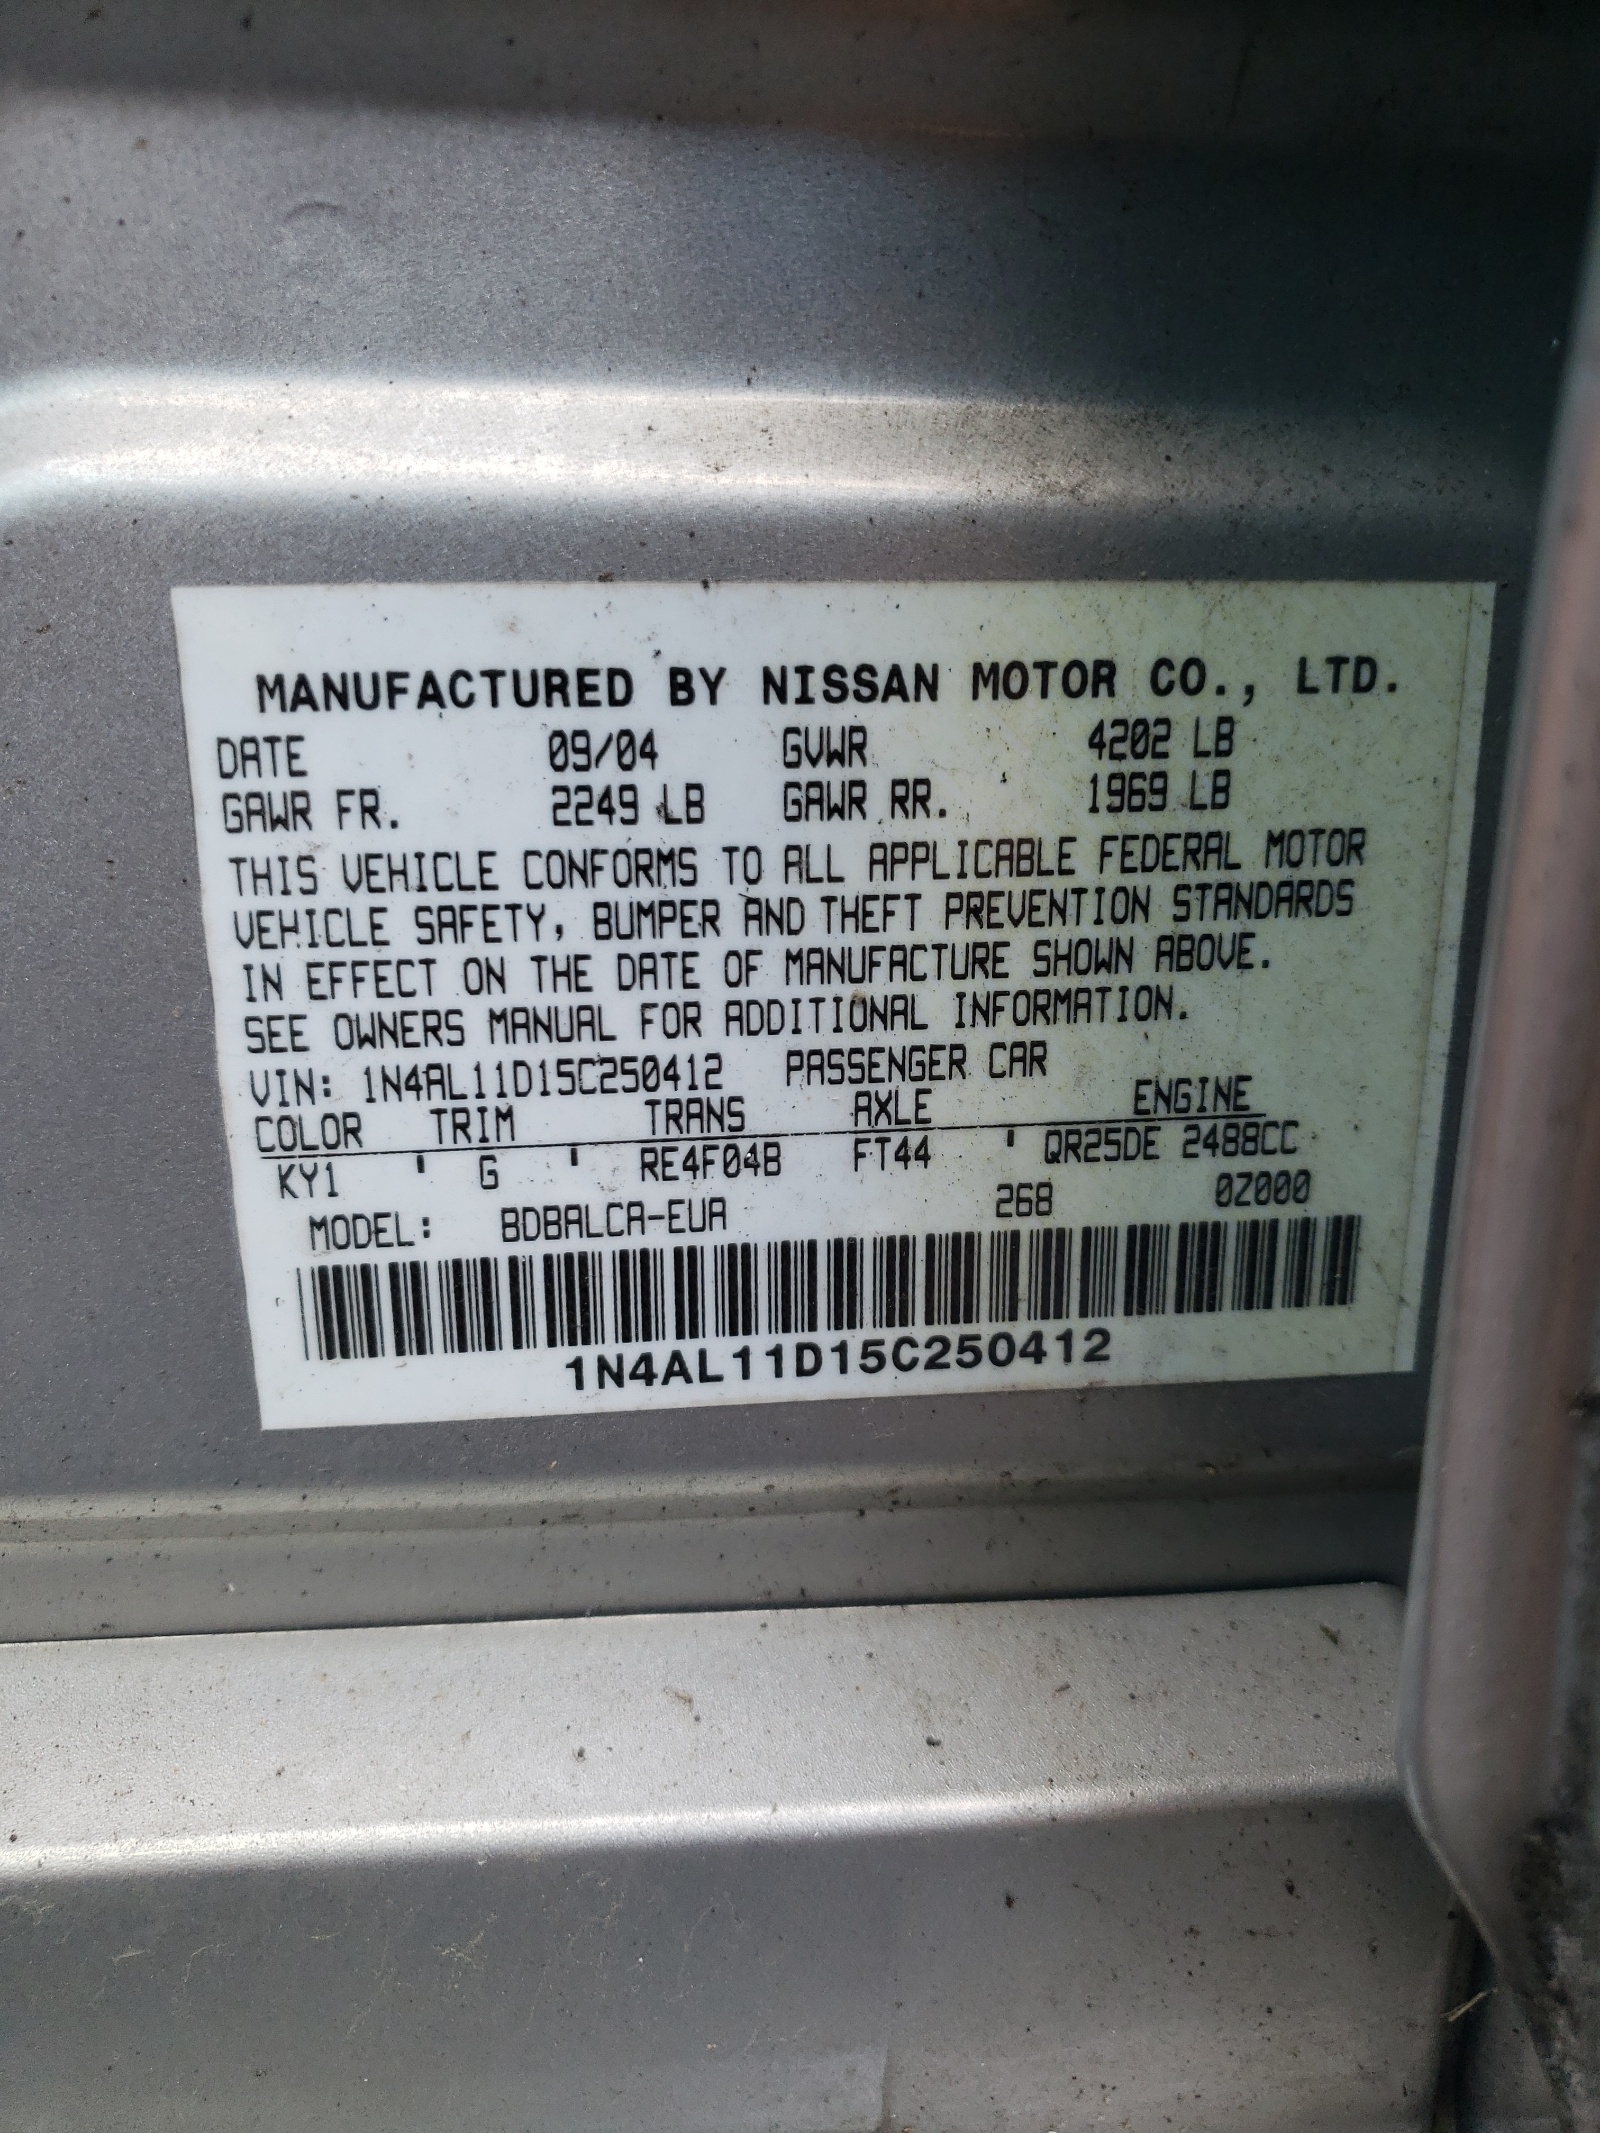 MANUFACTURED BY NISSAN MOTOR CO., LTD.
DATE 09/04 GVWR 4202 LB
GAWR FR. 2249 LB GAWR RR. 1969 LB
THIS VEHICLE CONFORMS TO ALL APPLICABLE FEDERAL MOTOR
VEHICLE SAFETY, BUMPER AND THEFT PREVENTION STANDARDS
IN EFFECT ON THE DATE OF MANUFACTURE SHOWN ABOVE.
SEE OWNERS MANUAL FOR ADDITIONAL INFORMATION.
VIN: 1N4AL11D15C250412 PASSENGER CAR
COLOR TRIM TRANS AXLE ENGINE
KY1 ' G ' RE4F04B FT44 ' QR25DE 2488CC
MODEL: BDBALCA-EUA 268 0Z000
1N4AL11D15C250412